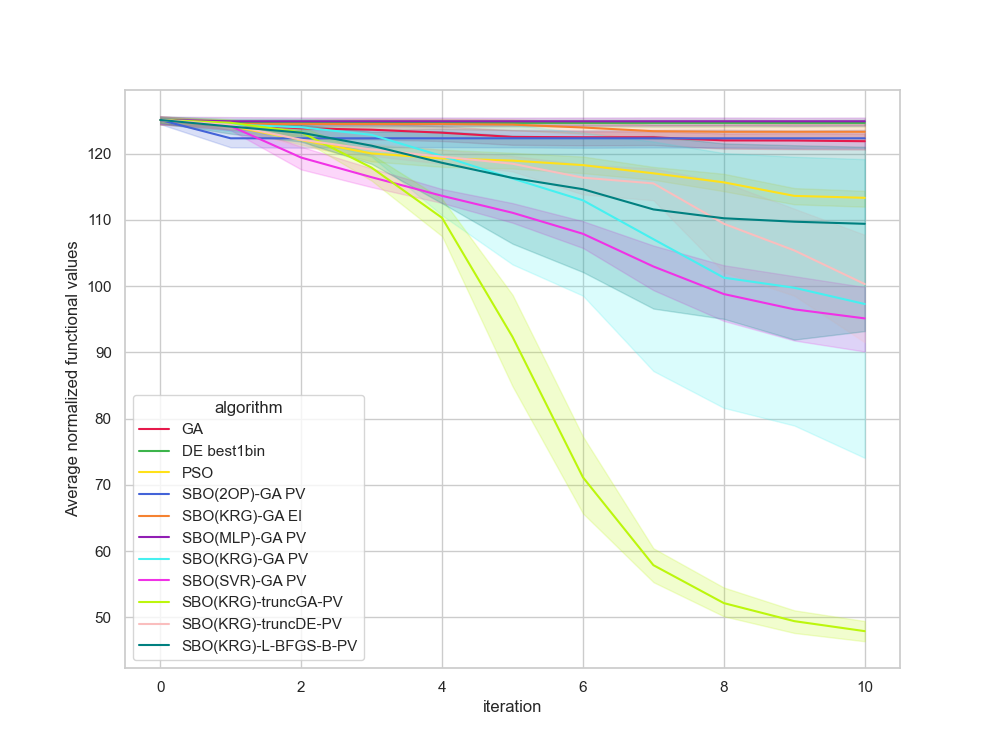 120
110
100
90
80
70
60
50
Average normalized functional values
algorithm
GA
DE best1bin
PSO
SBO(2OP)-GA PV
SBO(KRG)-GA EI
SBO(MLP)-GA PV
SBO(KRG)-GA PV
SBO(SVR)-GA PV
SBO(KRG)-truncGA-PV
SBO(KRG)-truncDE-PV
SBO(KRG)-L-BFGS-B-PV
0 2 4 6 8 10
iteration